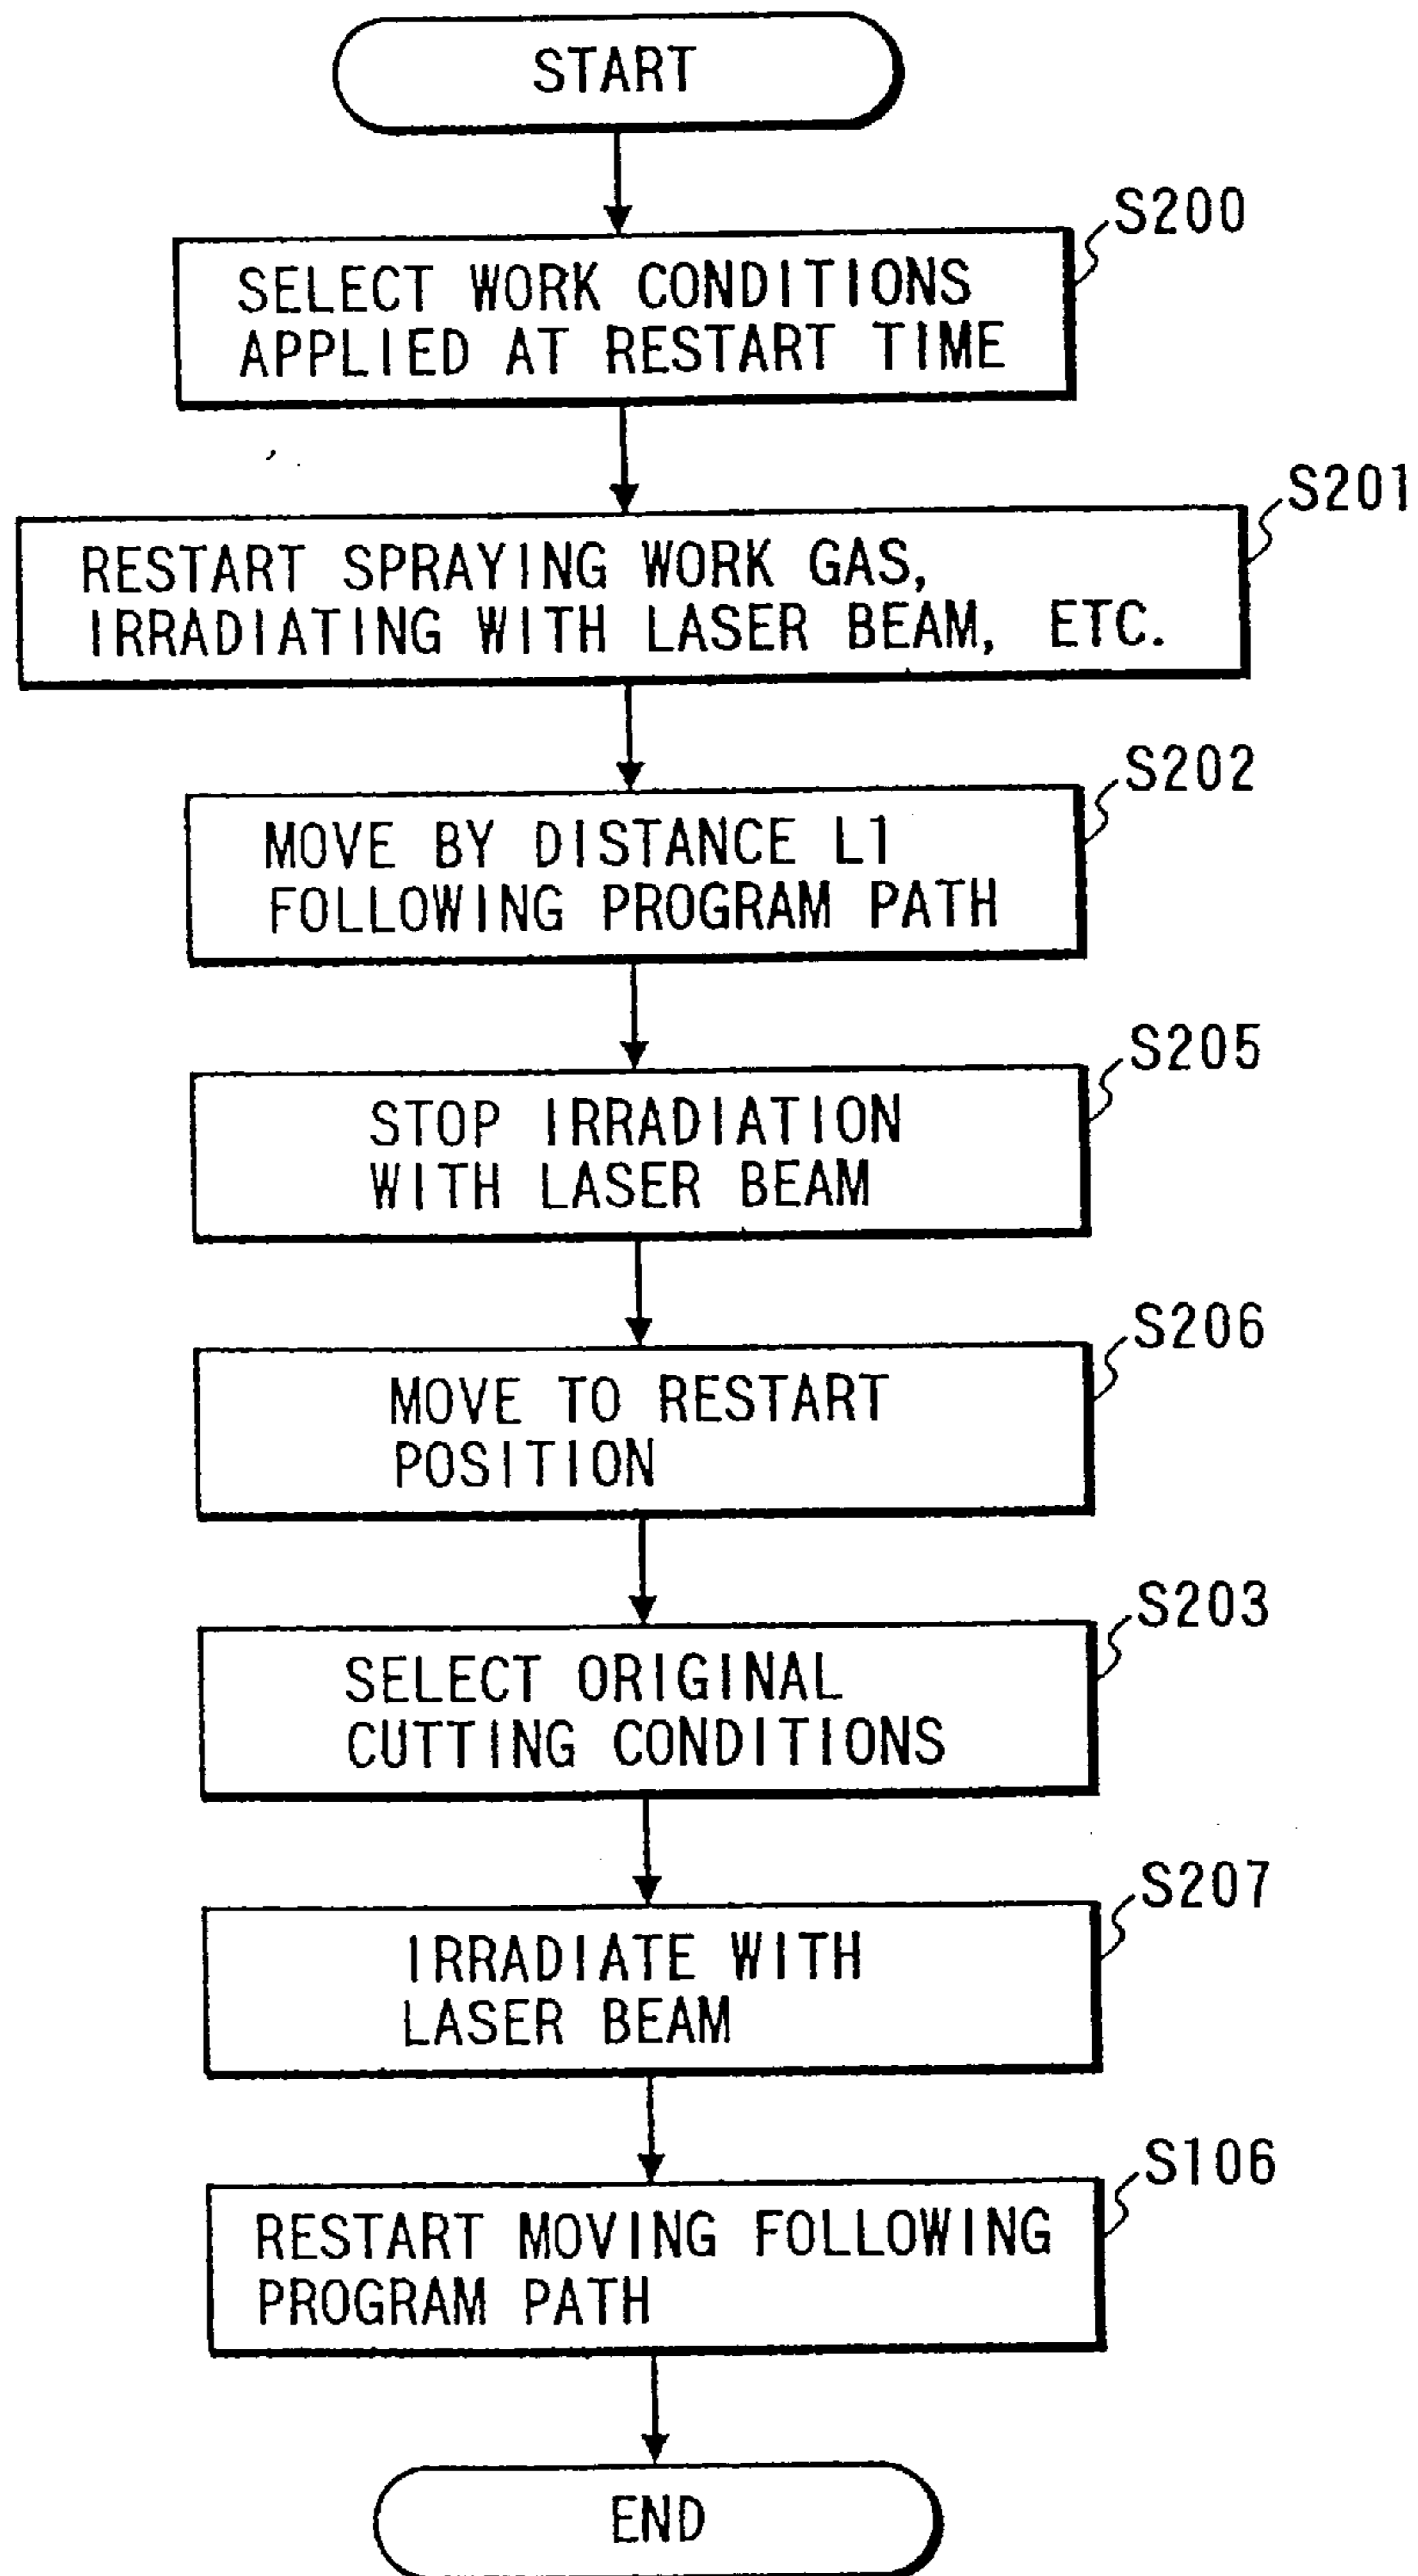 START
S200
SELECT WORK CONDITIONS
APPLIED AT RESTART TIME
S201
RESTART SPRAYING WORK GAS,
IRRADIATING WITH LASER BEAM, ETC.
S202
MOVE BY DISTANCE L1
FOLLOWING PROGRAM PATH
S205
STOP IRRADIATION
WITH LASER BEAM
S206
MOVE TO RESTART
POSITION
S203
SELECT ORIGINAL
CUTTING CONDITIONS
S207
IRRADIATE WITH
LASER BEAM
S106
RESTART MOVING FOLLOWING
PROGRAM PATH
END